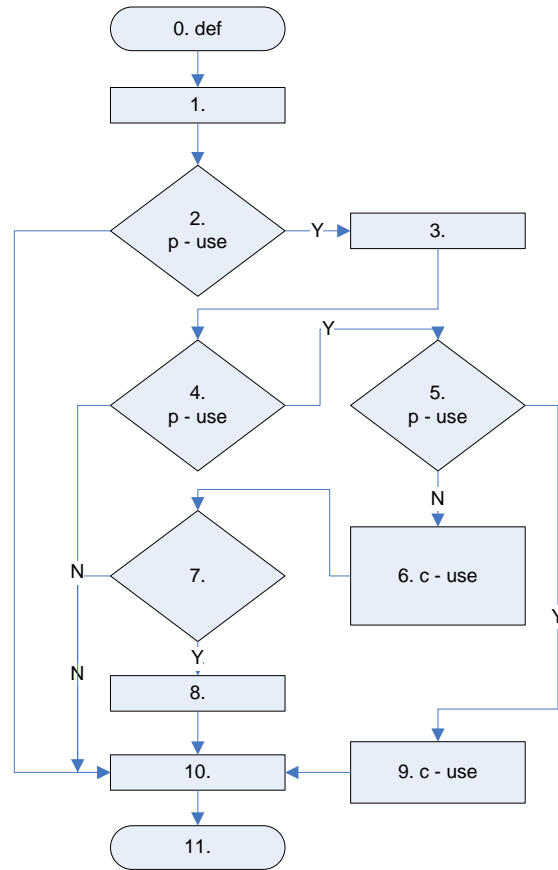 0. def
1.
2.
p - use
Y
3.
Y
4.
p - use
5.
p - use
N
7.
6. c - use
N
Y
Y
N
8.
10.
9. c - use
11.